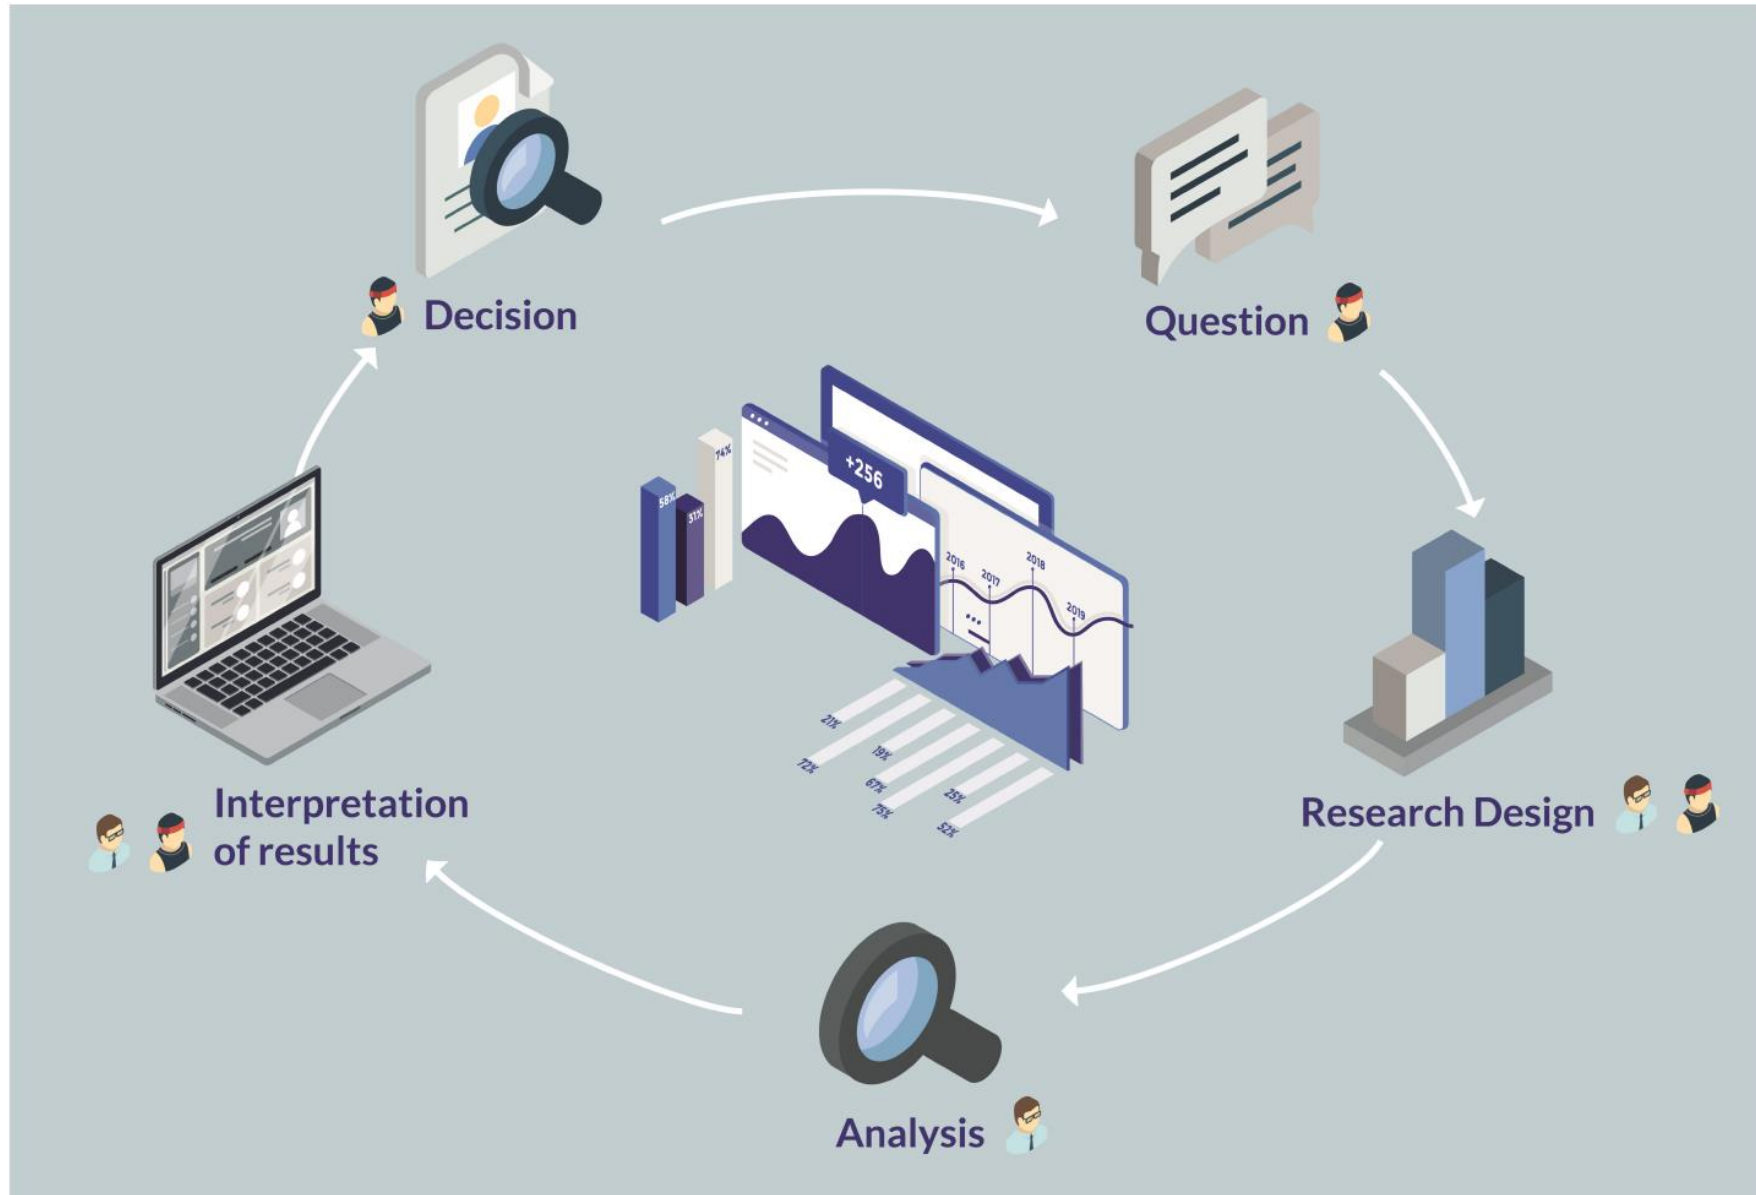 Decision
Question
74%
58%
31%
+256
2016
2017
2018
2019
21%
72%
19%
67%
75%
25%
52%
Interpretation
of results
Research Design
Analysis